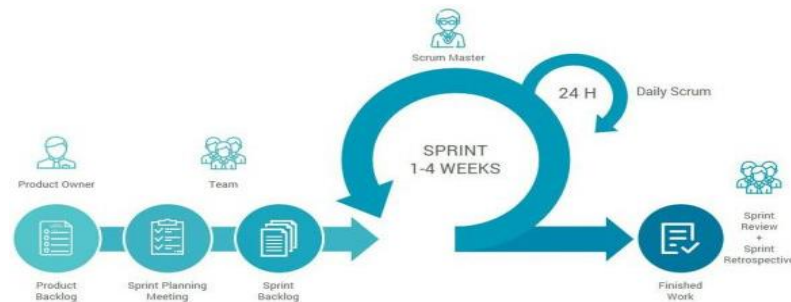 Scrum Master
24 H
Daily Scrum
SPRINT
1-4 WEEKS
Product Owner
Team
Sprint
Review
+
Sprint
Retrospective
Product
Backlog
Sprint Planning
Meeting
Sprint
Backlog
Finished
Work